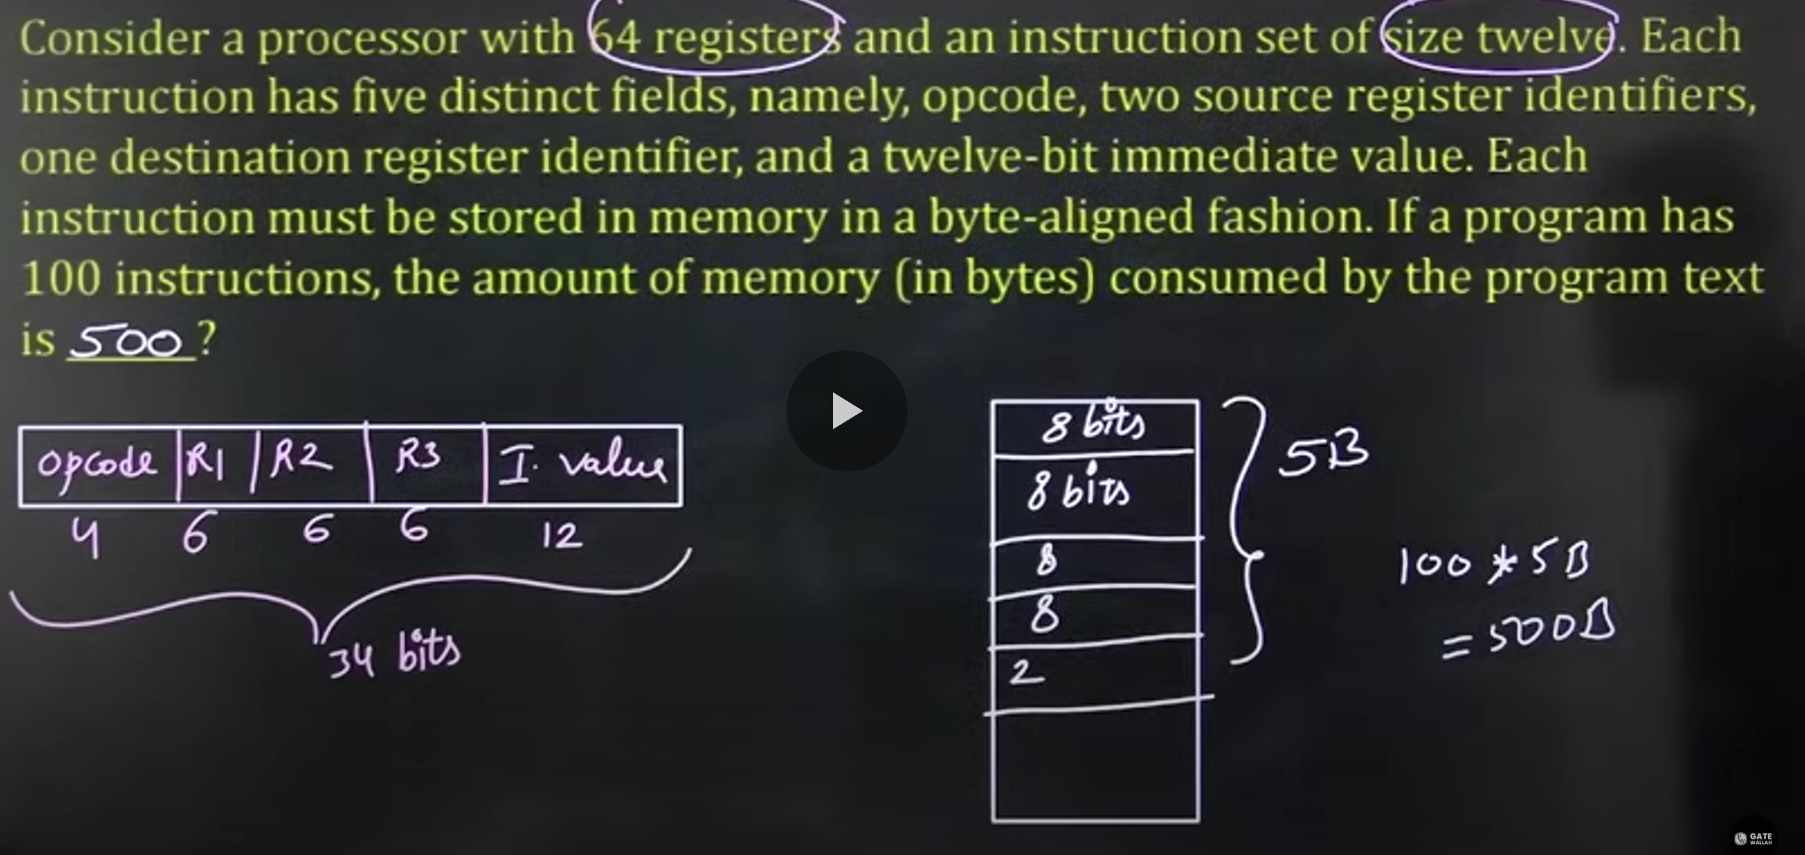 Consider a processor with 64 registers and an instruction set of size twelve. Each
instruction has five distinct fields, namely, opcode, two source register identifiers,
one destination register identifier, and a twelve-bit immediate value. Each
instruction must be stored in memory in a byte-aligned fashion. If a program has
100 instructions, the amount of memory (in bytes) consumed by the program text
is 500 ?
opcode R1 R2 R3 I. value
4 6 6 6 12
34 bits
8 bits
8 bits
8
8
2
5B
100 * 5B
= 500B
GATE
WALLAH